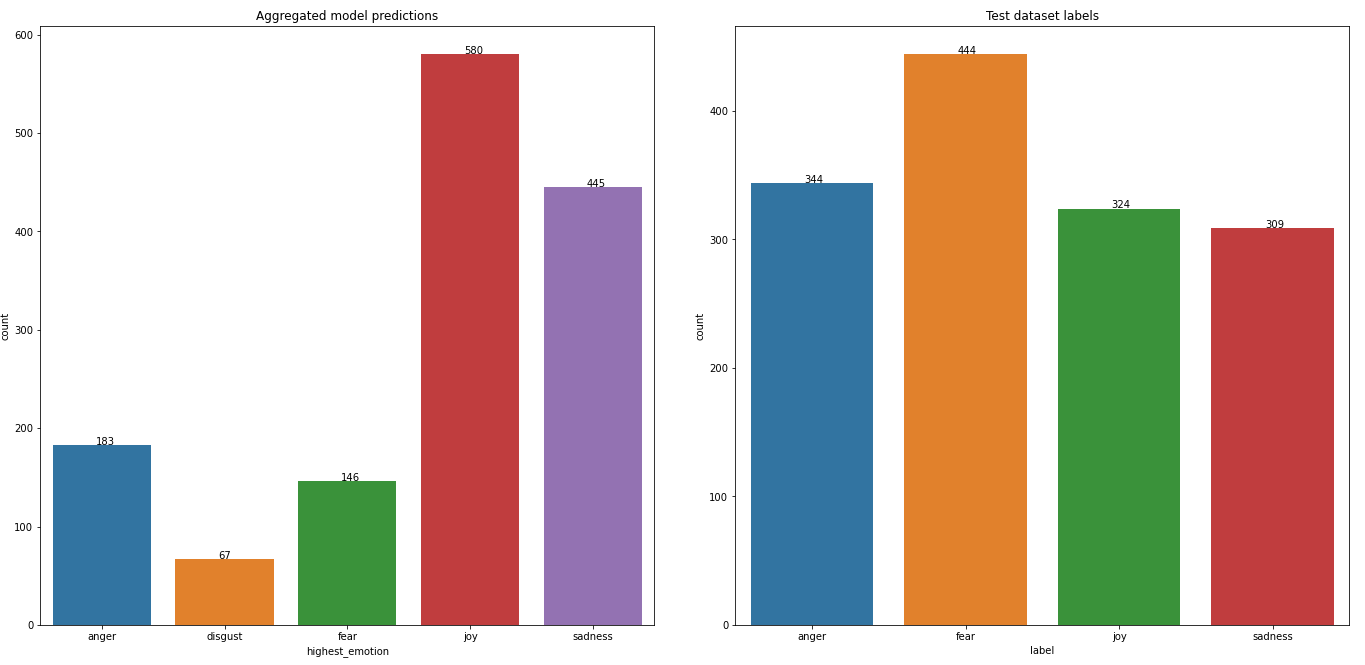 Aggregated model predictions
600
500
400
300
200
100
0
count
183
67
146
580
445
anger disgust fear joy sadness
highest_emotion
Test dataset labels
400
300
200
100
0
count
344
444
324
309
anger fear joy sadness
label